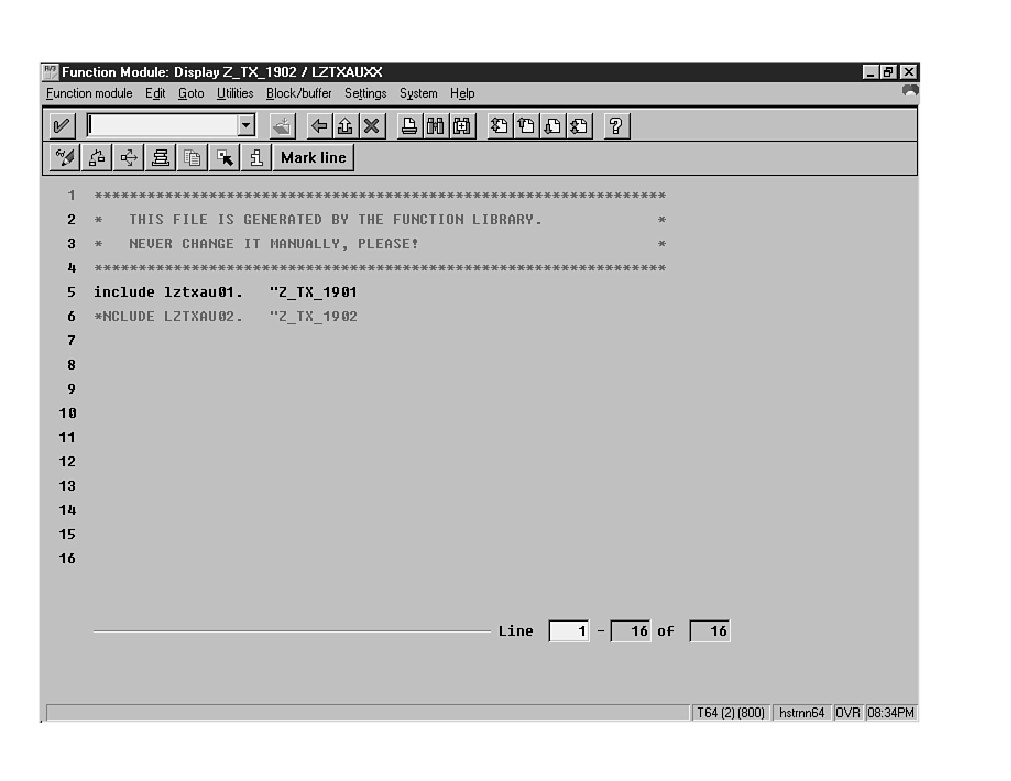 Function Module: Display Z_TX_1902 / LZTXAUXX
Function module Edit Goto Utilities Block/buffer Settings System Help
Mark line
1 *****************************************************************
2 * THIS FILE IS GENERATED BY THE FUNCTION LIBRARY. *
3 * NEVER CHANGE IT MANUALLY, PLEASE! *
4 *****************************************************************
5 include lztxau01. "Z_TX_1901
6 *NCLUDE LZTXAU02. "Z_TX_1902
7
8
9
10
11
12
13
14
15
16
Line 1 - 16 of 16
T64 (2) (800) hstrnn64 OVR 08:34PM